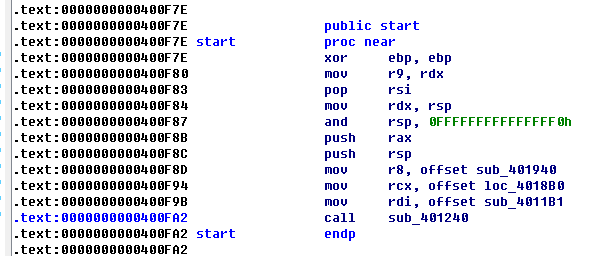 .text:0000000000400F7E
.text:0000000000400F7E public start
.text:0000000000400F7E start proc near
.text:0000000000400F7E xor ebp, ebp
.text:0000000000400F80 mov r9, rdx
.text:0000000000400F83 pop rsi
.text:0000000000400F84 mov rdx, rsp
.text:0000000000400F87 and rsp, 0FFFFFFFFFFFFFFF0h
.text:0000000000400F8B push rax
.text:0000000000400F8C push rsp
.text:0000000000400F8D mov r8, offset sub_401940
.text:0000000000400F94 mov rcx, offset loc_4018B0
.text:0000000000400F9B mov rdi, offset sub_4011B1
.text:0000000000400FA2 call sub_401240
.text:0000000000400FA2 start endp
.text:0000000000400FA2